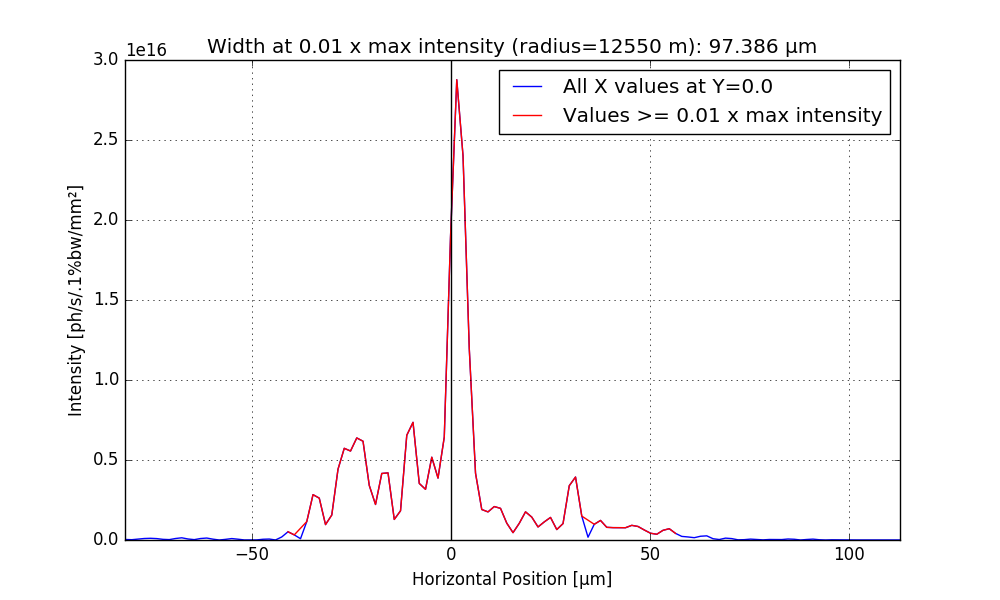 Width at 0.01 x max intensity (radius=12550 m): 97.386 µm
1e16
All X values at Y=0.0
Values >= 0.01 x max intensity
3.0
2.5
2.0
1.5
1.0
0.5
0.0
Intensity [ph/s/.1%bw/mm²]
−50 0 50 100
Horizontal Position [µm]